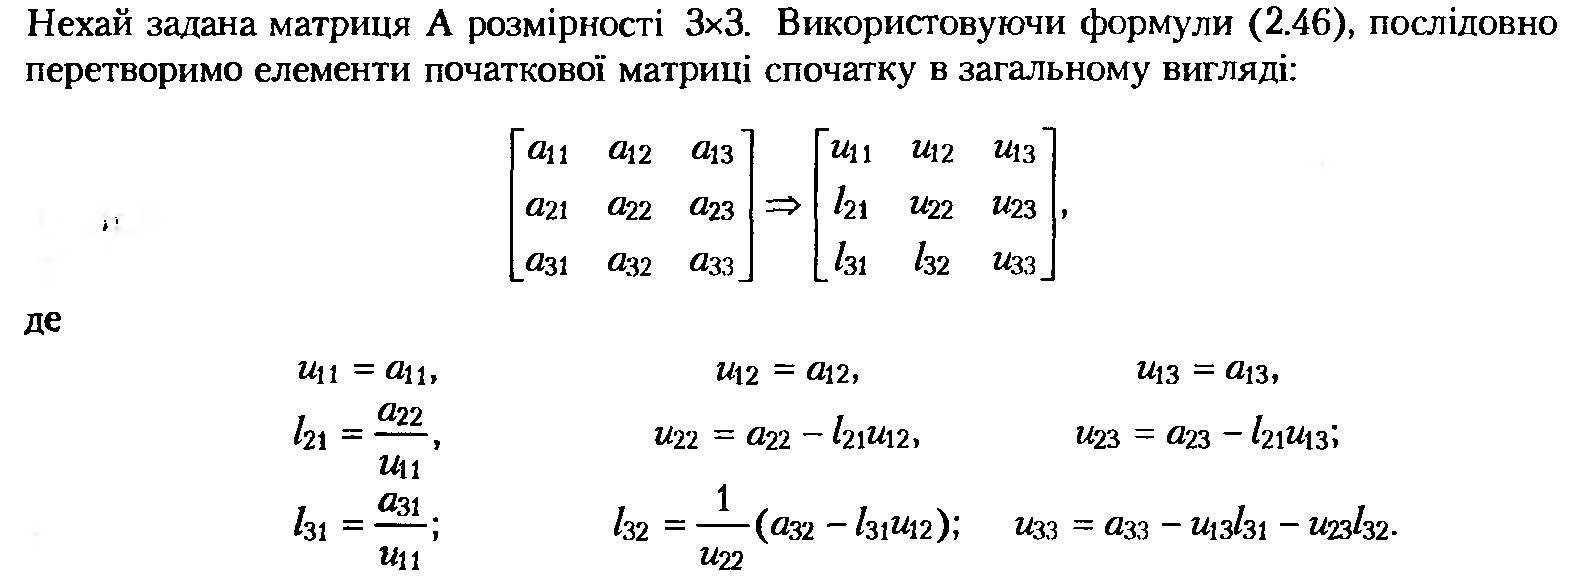 Нехай задана матриця А розмірності 3×3. Використовуючи формули (2.46), послідовно
перетворимо елементи початкової матриці спочатку в загальному вигляді:
[a11 a12 a13] [u11 u12 u13]
[a21 a22 a23] ⇒ [l21 u22 u23],
[a31 a32 a33] [l31 l32 u33]
де
u11 = a11, u12 = a12, u13 = a13,
l21 = a22/u11, u22 = a22 − l21u12, u23 = a23 − l21u13;
l31 = a31/u11; l32 = 1/u22 (a32 − l31u12); u33 = a33 − u13l31 − u23l32.